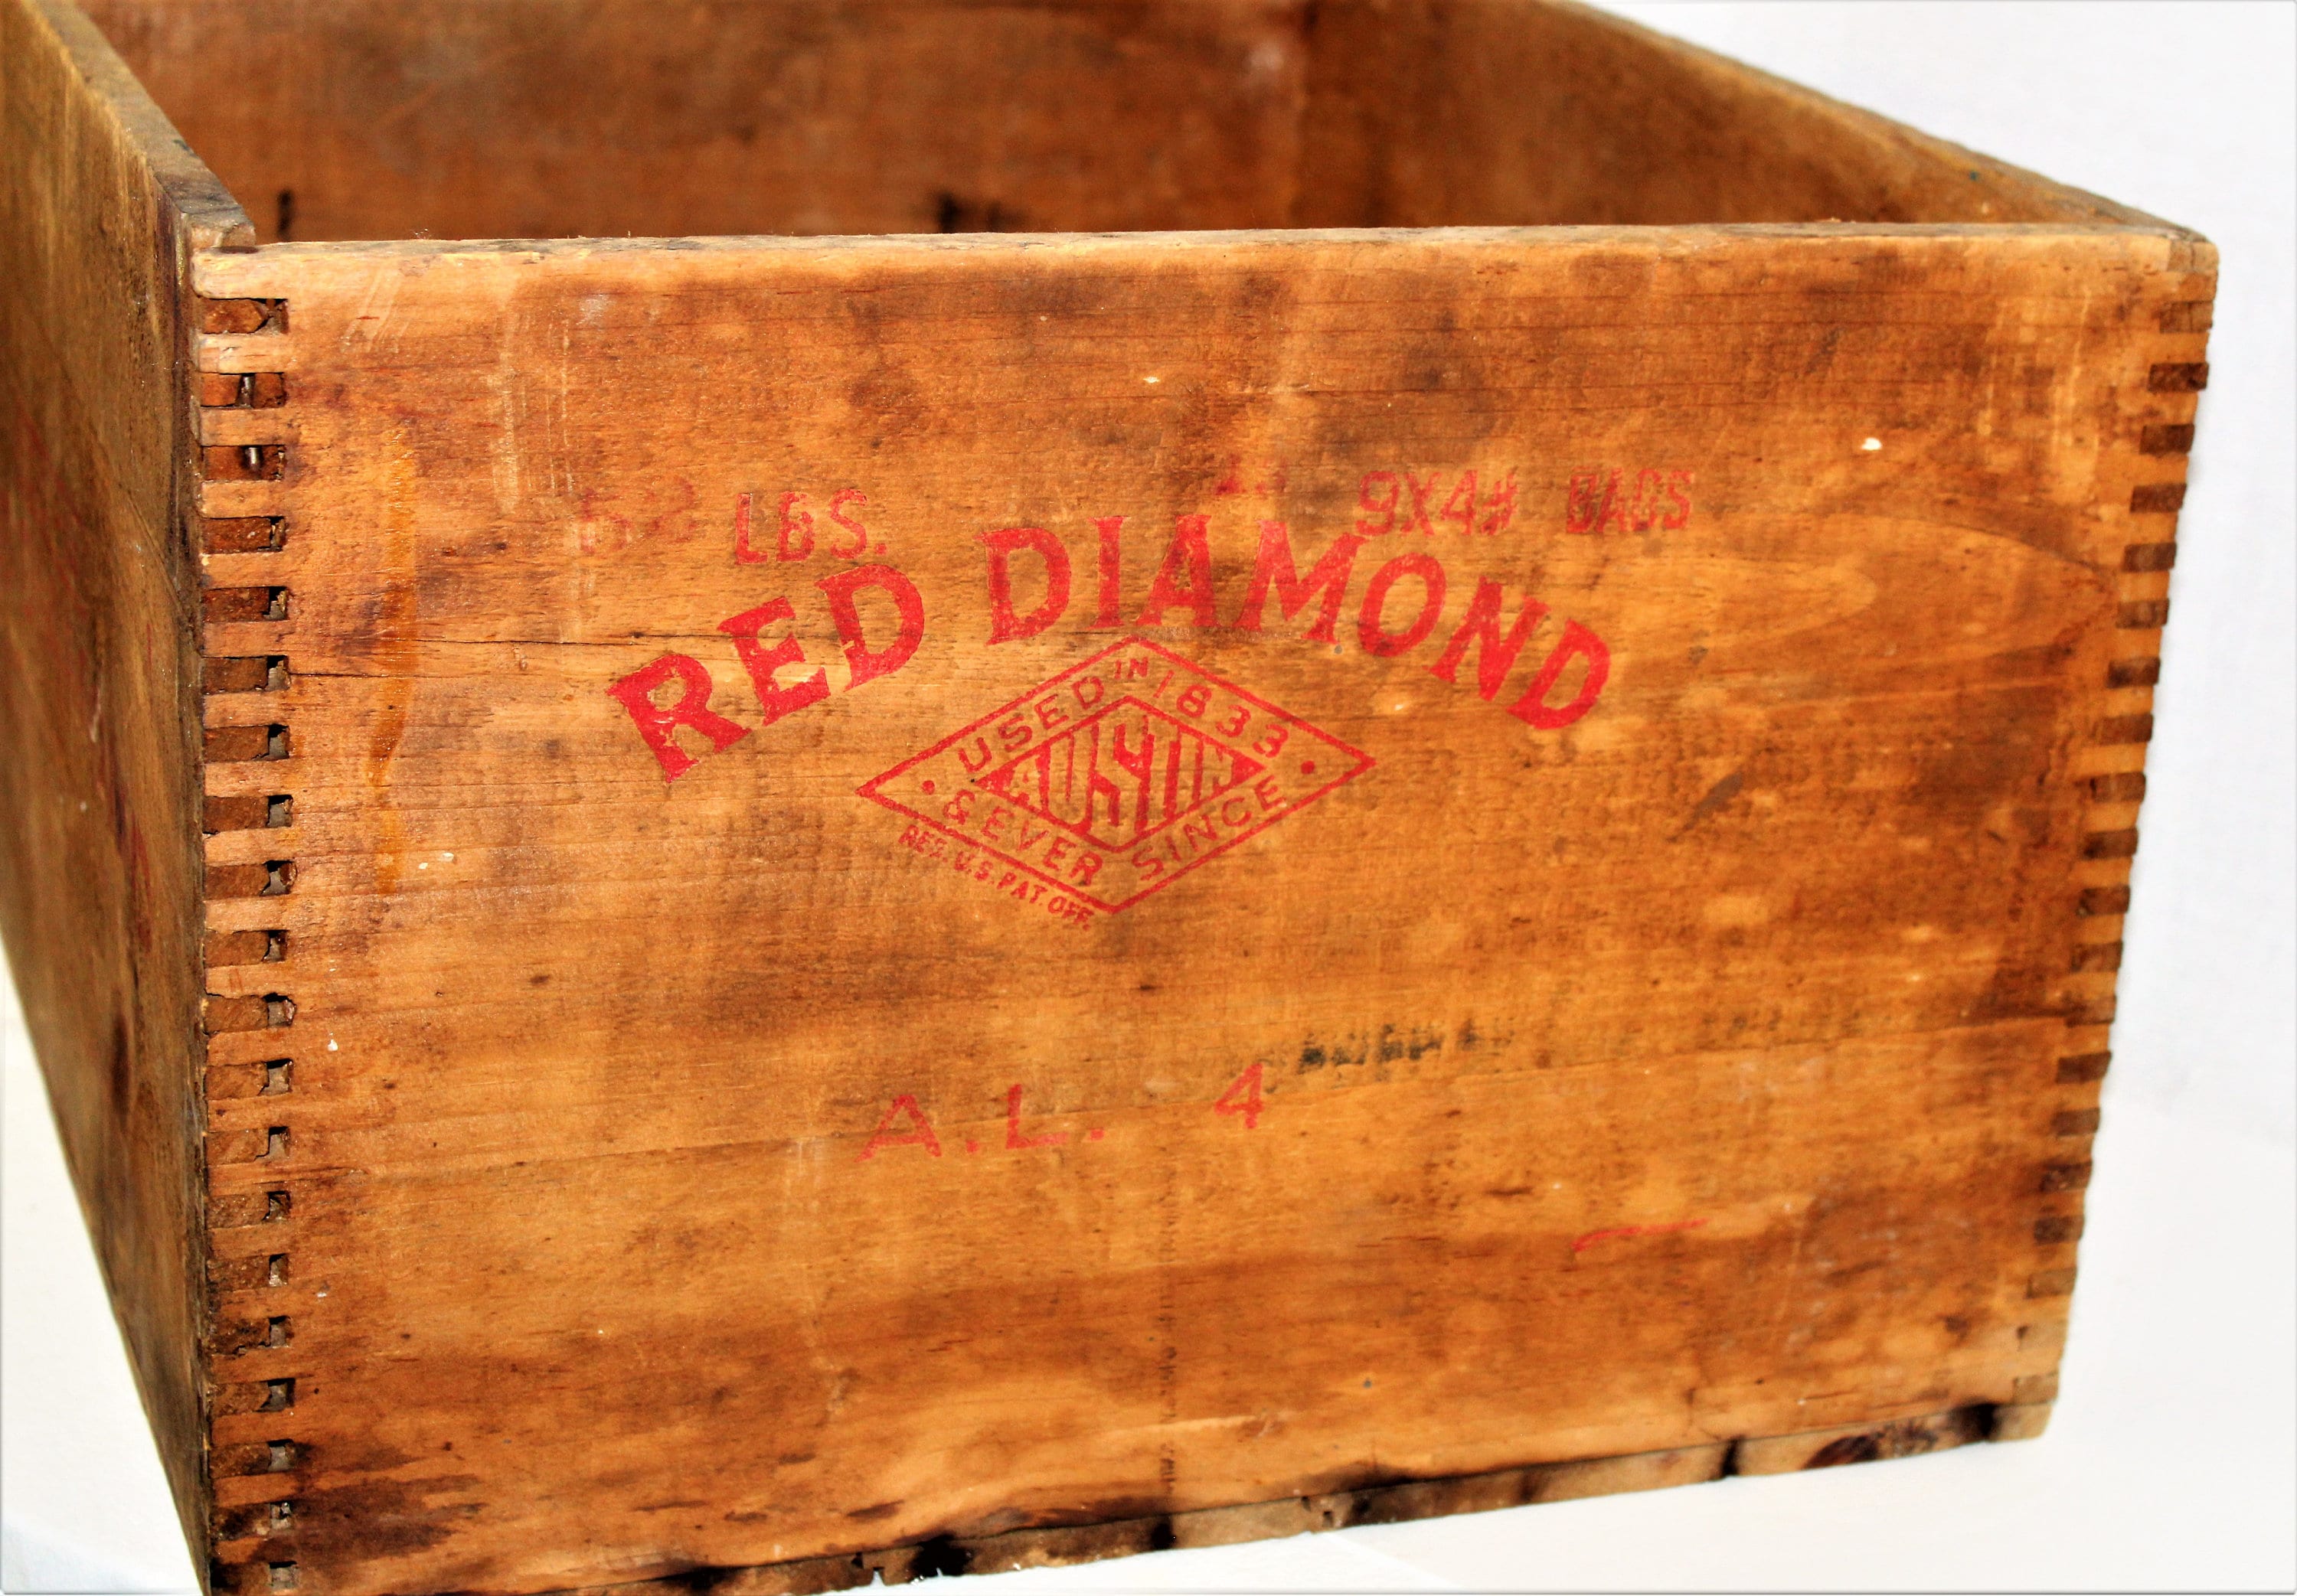 LBS. 9X4# BAGS
RED DIAMOND
USED IN 1833
AUSTIN
& EVER SINCE
REG. U.S. PAT. OFF.
A.L. 4